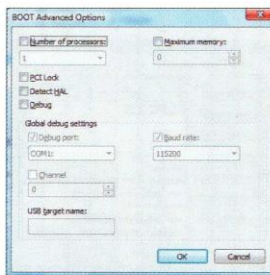 BOOT Advanced Options
Number of processors:
1
Maximum memory:
0
PCI Lock
Detect HAL
Debug
Global debug settings
Debug port:
COM1:
Baud rate:
115200
Channel
0
USB target name:
OK
Cancel